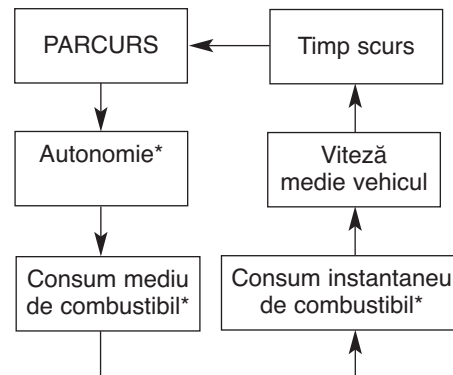 PARCURS
Timp scurs
Autonomie*
Viteză
medie vehicul
Consum mediu
de combustibil*
Consum instantaneu
de combustibil*